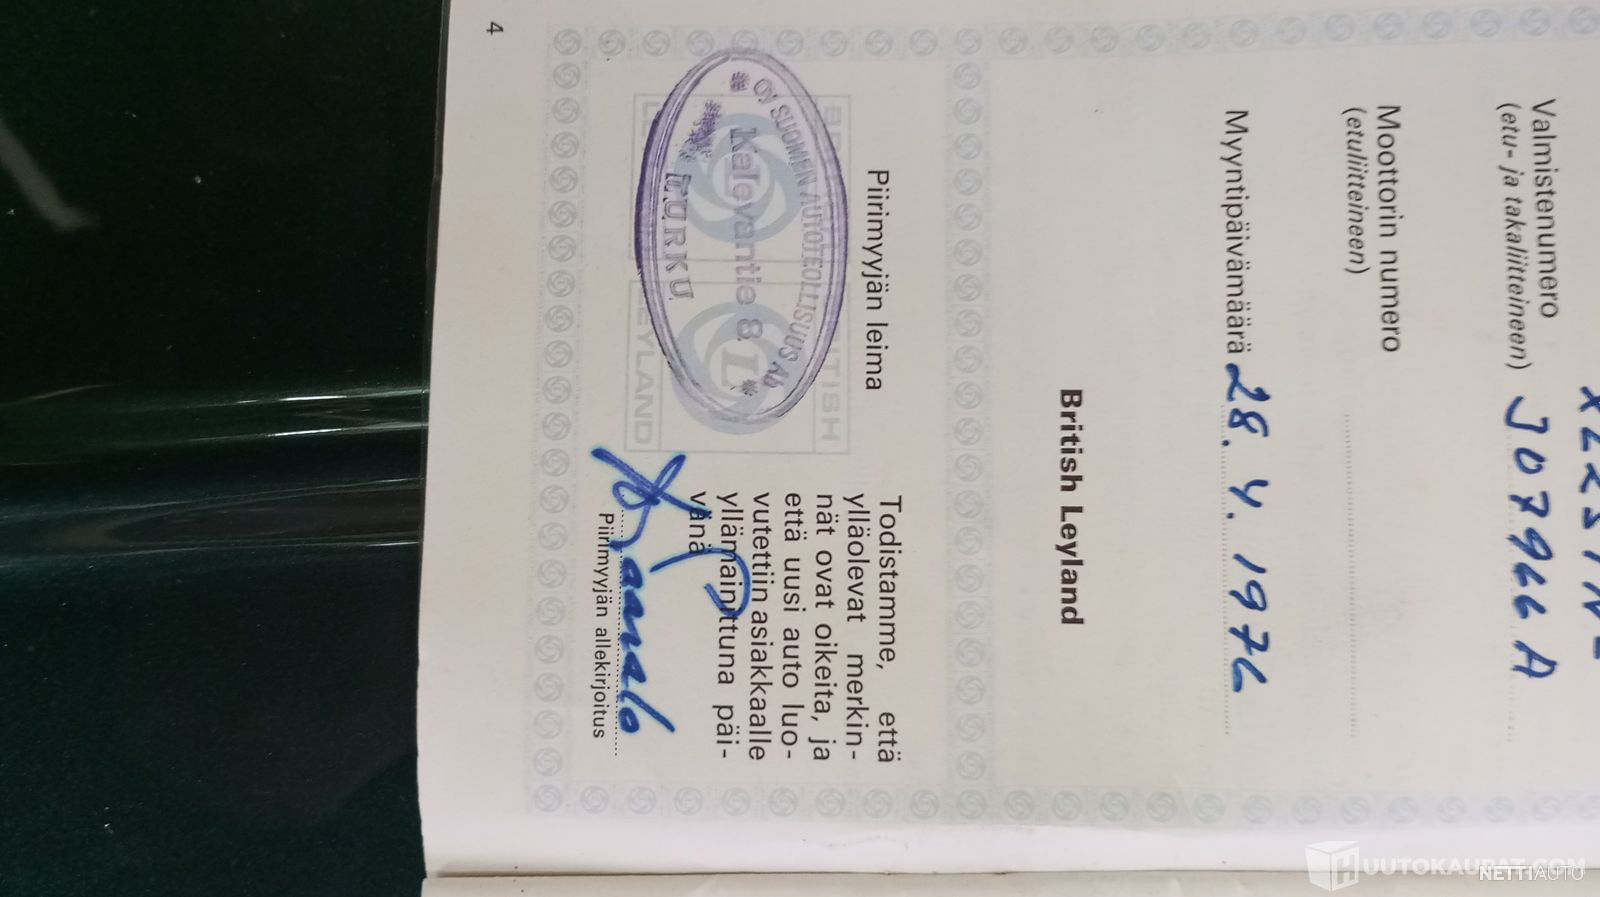 Valmistenumero
(etu- ja takaliitteineen) J 07966 A
Moottorin numero
(etuliitteineen)
Myyntipäivämäärä 28. 4. 1976
British Leyland
Piirimyyjän leima
OY SUOMEN AUTOTEOLLISUUS Ab
Kalevantie 8
TURKU
BRITISH
LEYLAND
Todistamme, että
ylläolevat merkin-
nät ovat oikeita, ja
että uusi auto luo-
vutettiin asiakkaalle
yllämainittuna päi-
vänä
Piirimyyjän allekirjoitus
4
HUUTOKAUPAT.COM
NETTIAUTO